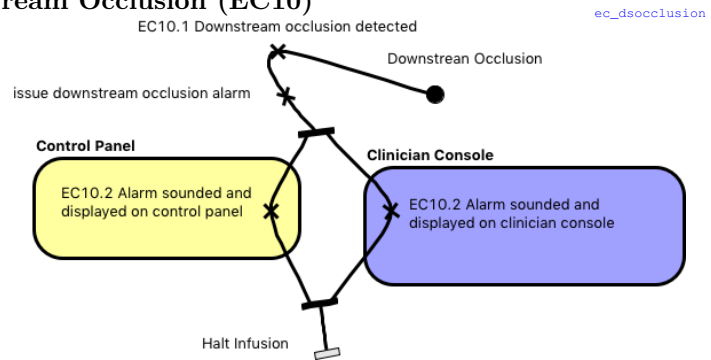 ream Occlusion (EC10)
ec_dsocclusion
EC10.1 Downstream occlusion detected
Downstrean Occlusion
issue downstream occlusion alarm
Control Panel
Clinician Console
EC10.2 Alarm sounded and
displayed on control panel
EC10.2 Alarm sounded and
displayed on clinician console
Halt Infusion